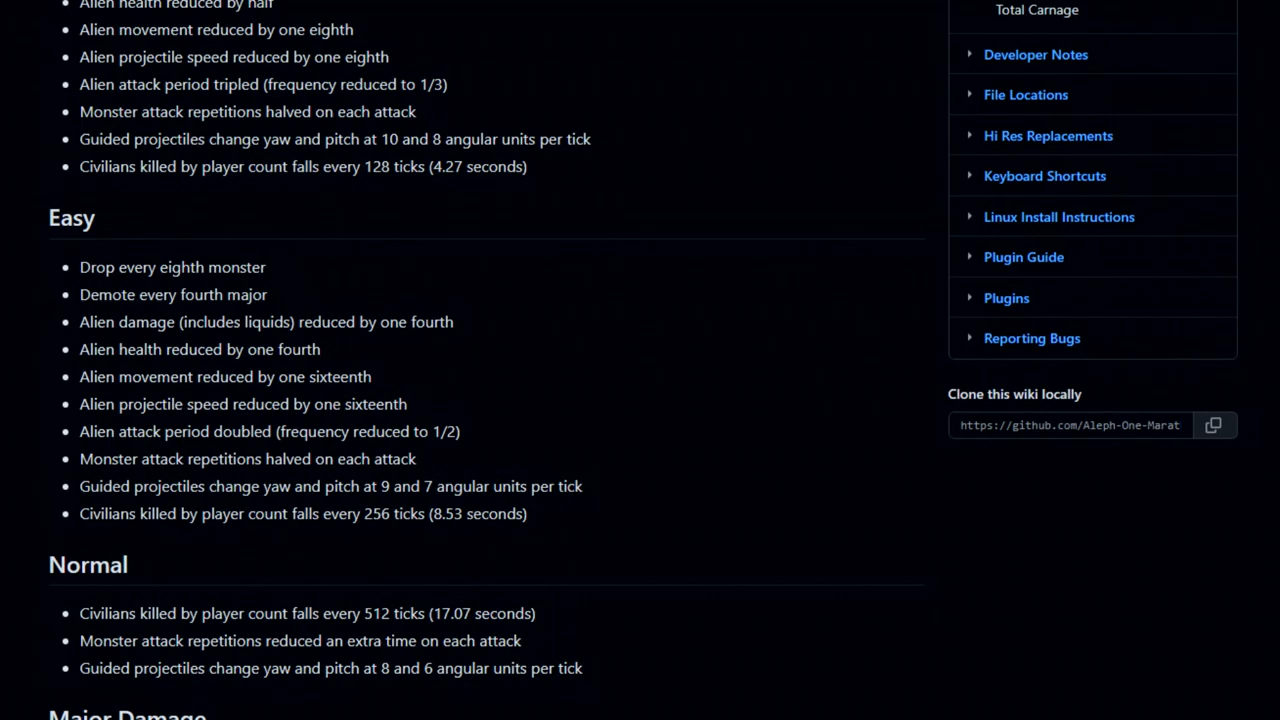 Alien health reduced by half
Alien movement reduced by one eighth
Alien projectile speed reduced by one eighth
Alien attack period tripled (frequency reduced to 1/3)
Monster attack repetitions halved on each attack
Guided projectiles change yaw and pitch at 10 and 8 angular units per tick
Civilians killed by player count falls every 128 ticks (4.27 seconds)
Easy
Drop every eighth monster
Demote every fourth major
Alien damage (includes liquids) reduced by one fourth
Alien health reduced by one fourth
Alien movement reduced by one sixteenth
Alien projectile speed reduced by one sixteenth
Alien attack period doubled (frequency reduced to 1/2)
Monster attack repetitions halved on each attack
Guided projectiles change yaw and pitch at 9 and 7 angular units per tick
Civilians killed by player count falls every 256 ticks (8.53 seconds)
Normal
Civilians killed by player count falls every 512 ticks (17.07 seconds)
Monster attack repetitions reduced an extra time on each attack
Guided projectiles change yaw and pitch at 8 and 6 angular units per tick
Major Damage
Total Carnage
Developer Notes
File Locations
Hi Res Replacements
Keyboard Shortcuts
Linux Install Instructions
Plugin Guide
Plugins
Reporting Bugs
Clone this wiki locally
https://github.com/Aleph-One-Marat